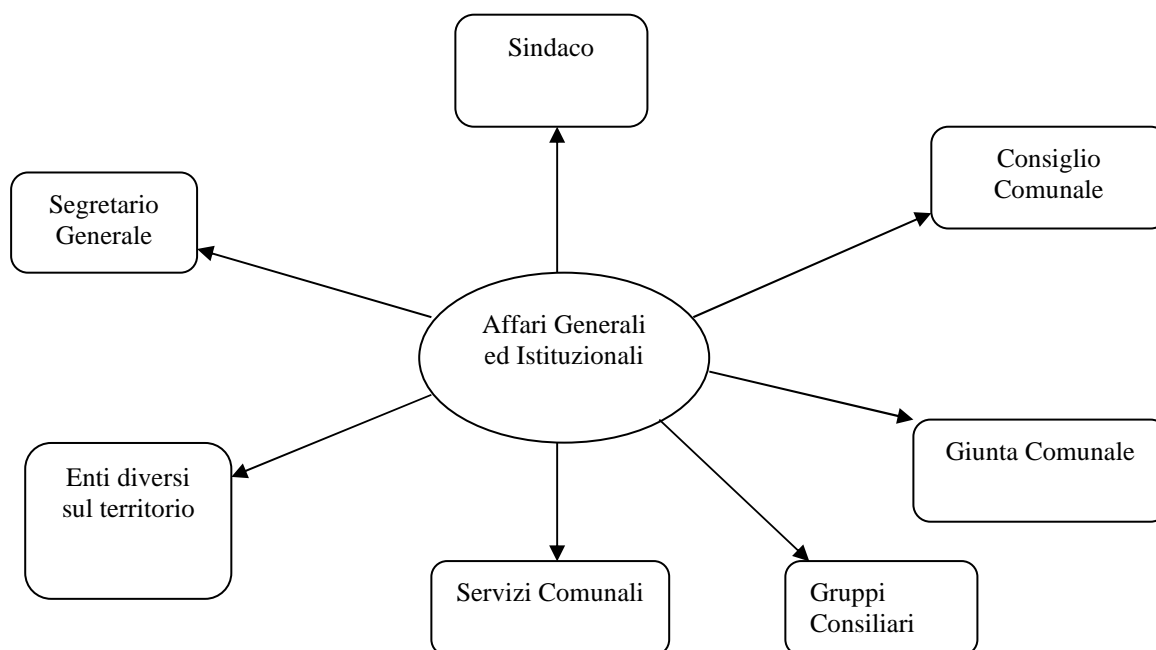 Sindaco
Consiglio
Comunale
Segretario
Generale
Affari Generali
ed Istituzionali
Giunta Comunale
Enti diversi
sul territorio
Servizi Comunali
Gruppi
Consiliari